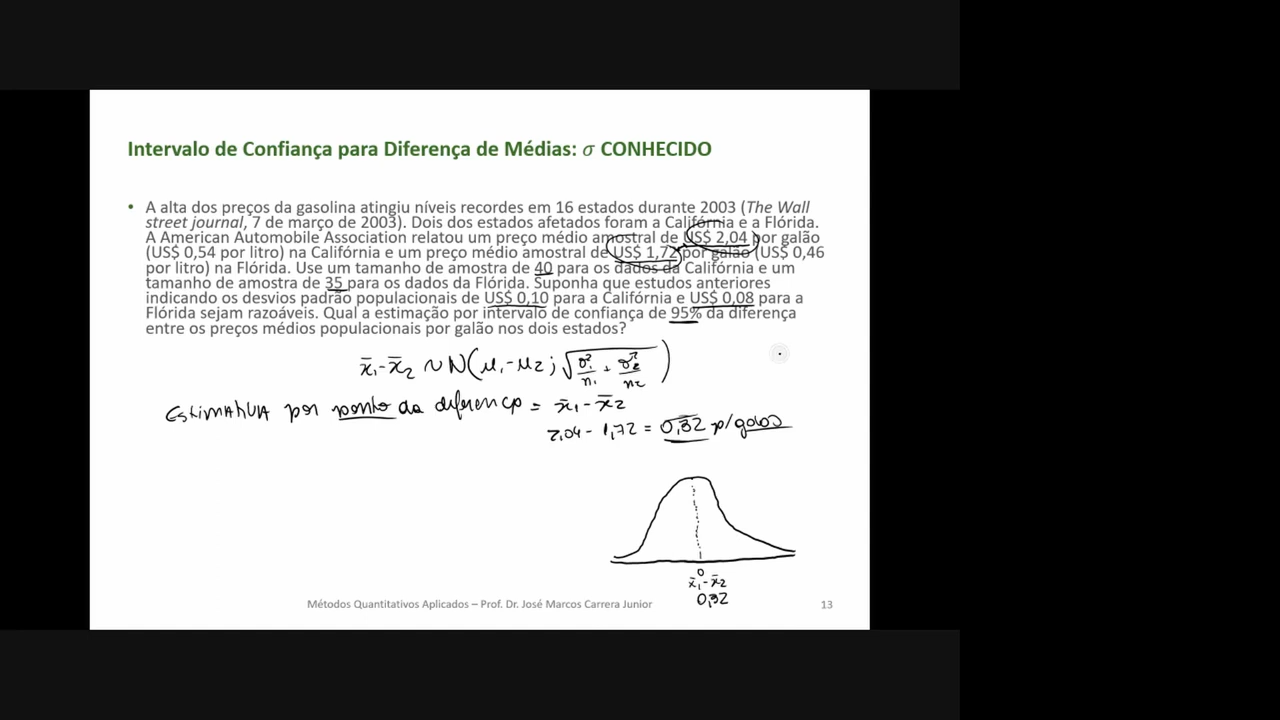 Intervalo de Confiança para Diferença de Médias: σ CONHECIDO
• A alta dos preços da gasolina atingiu níveis recordes em 16 estados durante 2003 (The Wall
street journal, 7 de março de 2003). Dois dos estados afetados foram a Califórnia e a Flórida.
A American Automobile Association relatou um preço médio amostral de US$ 2,04 por galão
(US$ 0,54 por litro) na Califórnia e um preço médio amostral de US$ 1,72 por galão (US$ 0,46
por litro) na Flórida. Use um tamanho de amostra de 40 para os dados da Califórnia e um
tamanho de amostra de 35 para os dados da Flórida. Suponha que estudos anteriores
indicando os desvios padrão populacionais de US$ 0,10 para a Califórnia e US$ 0,08 para a
Flórida sejam razoáveis. Qual a estimação por intervalo de confiança de 95% da diferença
entre os preços médios populacionais por galão nos dois estados?
x̄₁ - x̄₂ ~ N(μ₁ - μ₂ ; √(σ₁²/n₁ + σ₂²/n₂))
ESTIMATIVA por ponto da diferença = x̄₁ - x̄₂
2,04 - 1,72 = 0,32 p/galão
0
x̄₁ - x̄₂
0,32
Métodos Quantitativos Aplicados – Prof. Dr. José Marcos Carrera Junior
13